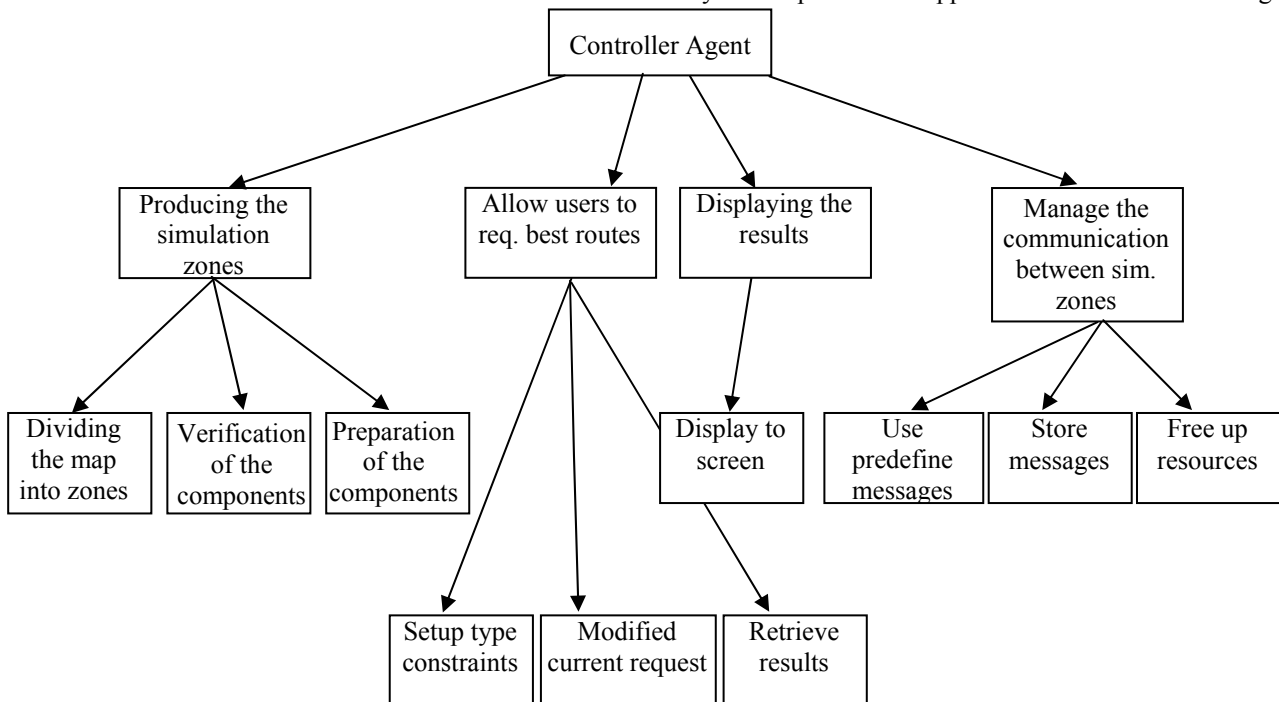 Controller Agent
Producing the
simulation
zones
Allow users to
req. best routes
Displaying the
results
Manage the
communication
between sim.
zones
Dividing
the map
into zones
Verification
of the
components
Preparation
of the
components
Display to
screen
Use
predefine
messages
Store
messages
Free up
resources
Setup type
constraints
Modified
current request
Retrieve
results